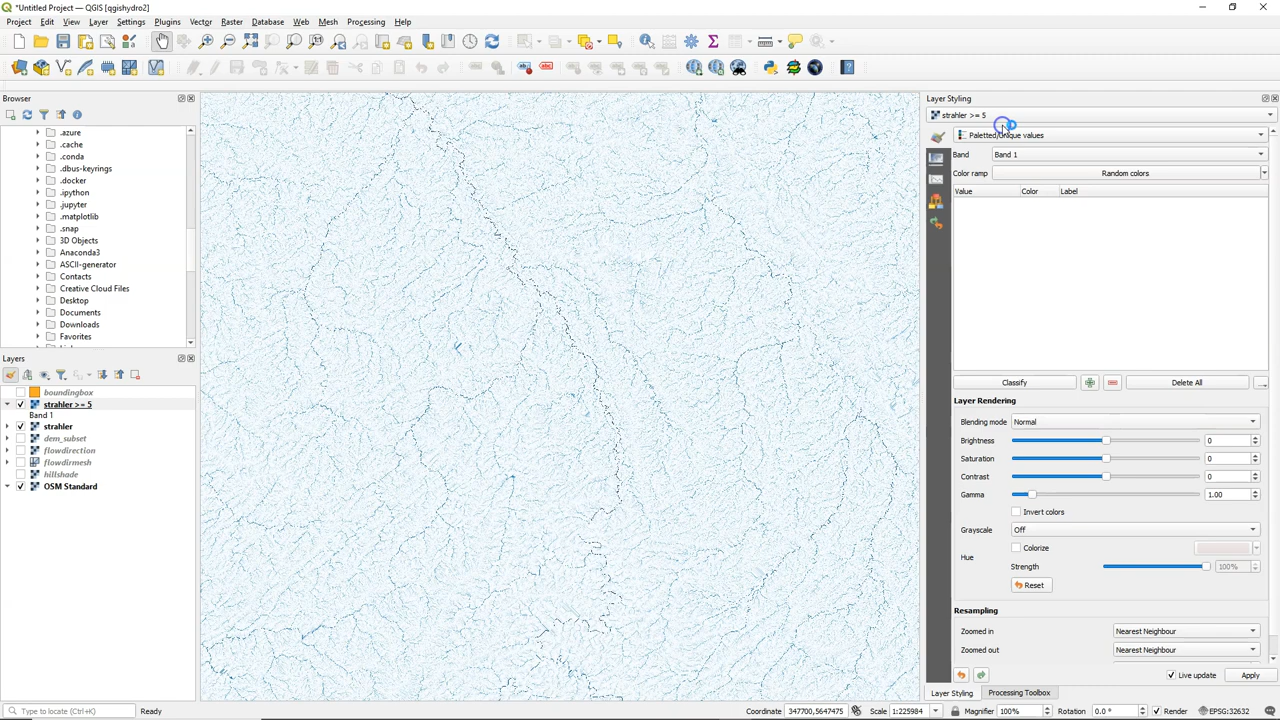 *Untitled Project — QGIS [qgishydro2]
Project Edit View Layer Settings Plugins Vector Raster Database Web Mesh Processing Help
Browser
.azure
.cache
.conda
.dbus-keyrings
.docker
.ipython
.jupyter
.matplotlib
.snap
3D Objects
Anaconda3
ASCII-generator
Contacts
Creative Cloud Files
Desktop
Documents
Downloads
Favorites
Layers
boundingbox
strahler >= 5
Band 1
strahler
dem_subset
flowdirection
flowdirmesh
hillshade
OSM Standard
Layer Styling
strahler >= 5
Paletted/Unique values
Band Band 1
Color ramp Random colors
Value Color Label
Classify Delete All
Layer Rendering
Blending mode Normal
Brightness 0
Saturation 0
Contrast 0
Gamma 1.00
Invert colors
Grayscale Off
Hue Colorize
Strength 100%
Reset
Resampling
Zoomed in Nearest Neighbour
Zoomed out Nearest Neighbour
Live update Apply
Layer Styling Processing Toolbox
Type to locate (Ctrl+K) Ready Coordinate 347700,5647475 Scale 1:225984 Magnifier 100% Rotation 0.0 ° Render EPSG:32632